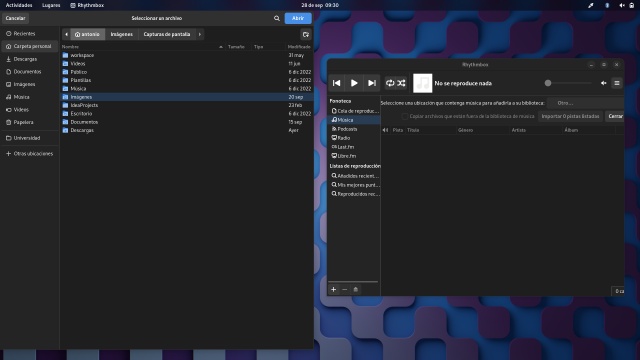 Actividades Lugares Rhythmbox 28 de sep 09:30
Cancelar Seleccionar un archivo Abrir
Recientes
Carpeta personal
Descargas
Documentos
Imágenes
Música
Vídeos
Papelera
Universidad
Otras ubicaciones
antonio Imágenes Capturas de pantalla
Nombre Tamaño Tipo Modificado
workspace 31 may
Vídeos 11 jun
Público 6 dic 2022
Plantillas 6 dic 2022
Música 6 dic 2022
Imágenes 20 sep
IdeaProjects 23 feb
Escritorio 6 dic 2022
Documentos 15 sep
Descargas Ayer
Rhythmbox
No se reproduce nada
Fonoteca
Cola de reproduc…
Música
Podcasts
Radio
Last.fm
Libre.fm
Listas de reproducción
Añadidos recient…
Mis mejores punt…
Reproducidos rec…
Seleccione una ubicación que contenga música para añadirla a su biblioteca: Otro…
Copiar archivos que están fuera de la biblioteca de música Importar 0 pistas listadas Cerrar
Pista Título Género Artista Álbum
0 ca